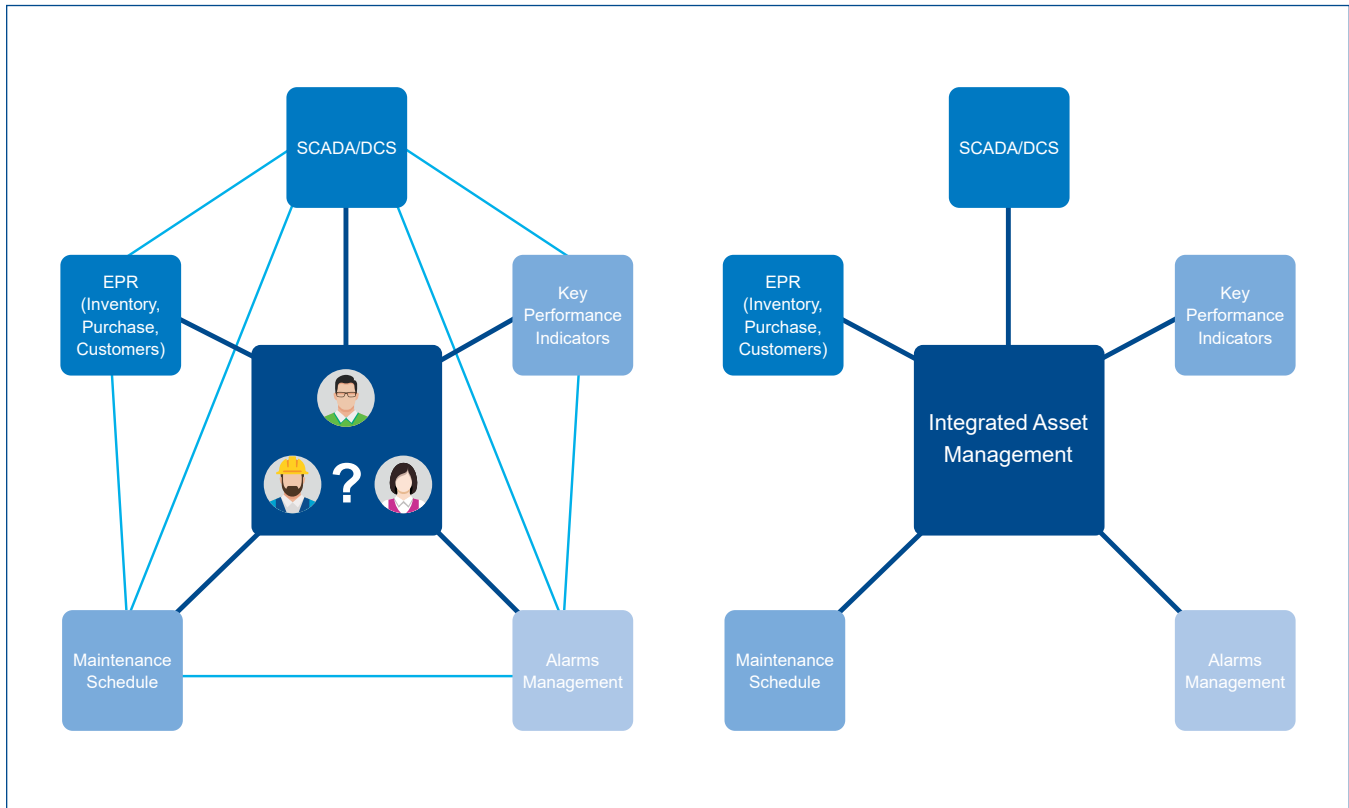 SCADA/DCS
EPR
(Inventory,
Purchase,
Customers)
Key
Performance
Indicators
?
Maintenance
Schedule
Alarms
Management
SCADA/DCS
EPR
(Inventory,
Purchase,
Customers)
Key
Performance
Indicators
Integrated Asset
Management
Maintenance
Schedule
Alarms
Management